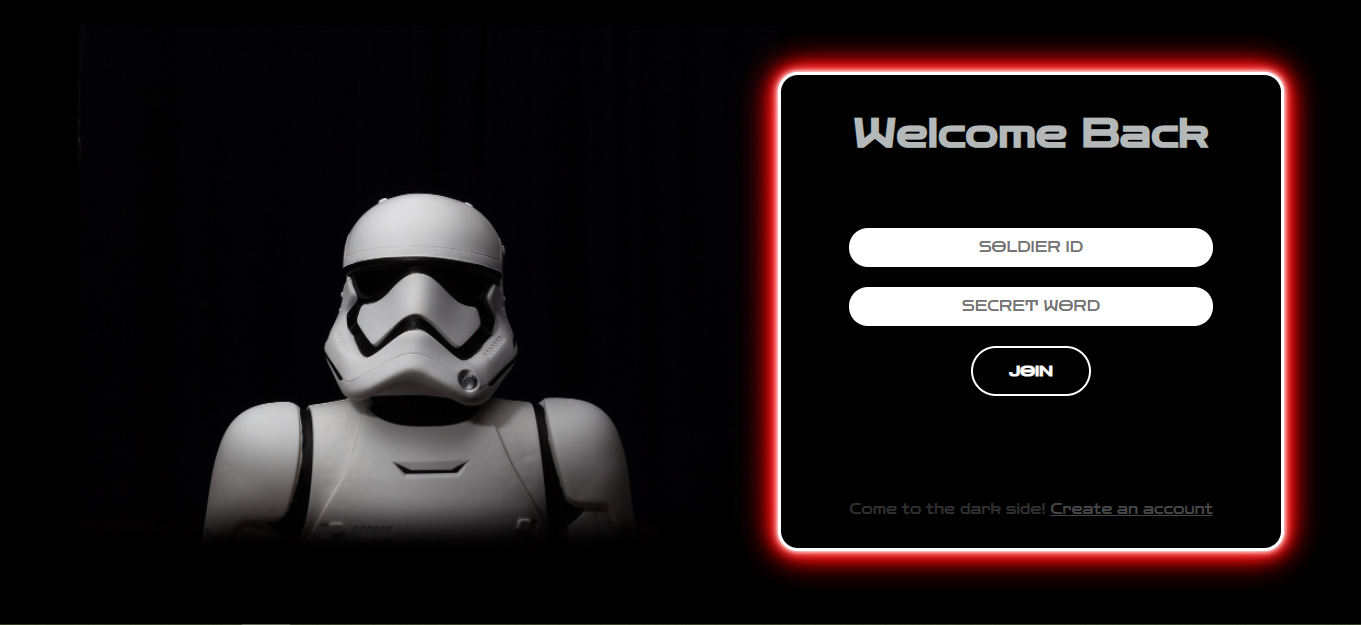 Welcome Back
SOLDIER ID
SECRET WORD
JOIN
Come to the dark side! Create an account